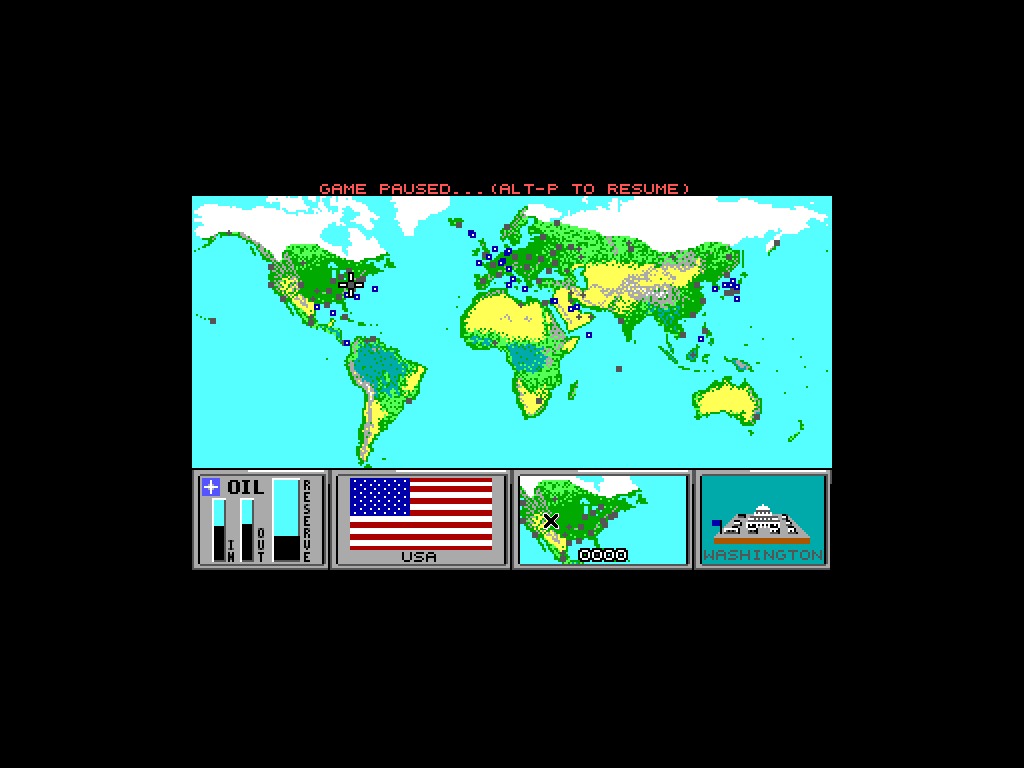 GAME PAUSED...(ALT-P TO RESUME)
OIL
IN
OUT
RESERVE
USA
0000
WASHINGTON